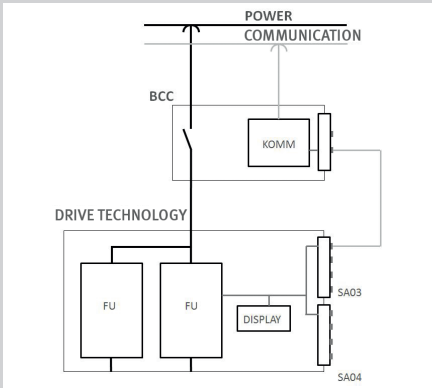 POWER
COMMUNICATION
BCC
KOMM
DRIVE TECHNOLOGY
FU
FU
DISPLAY
SA03
SA04